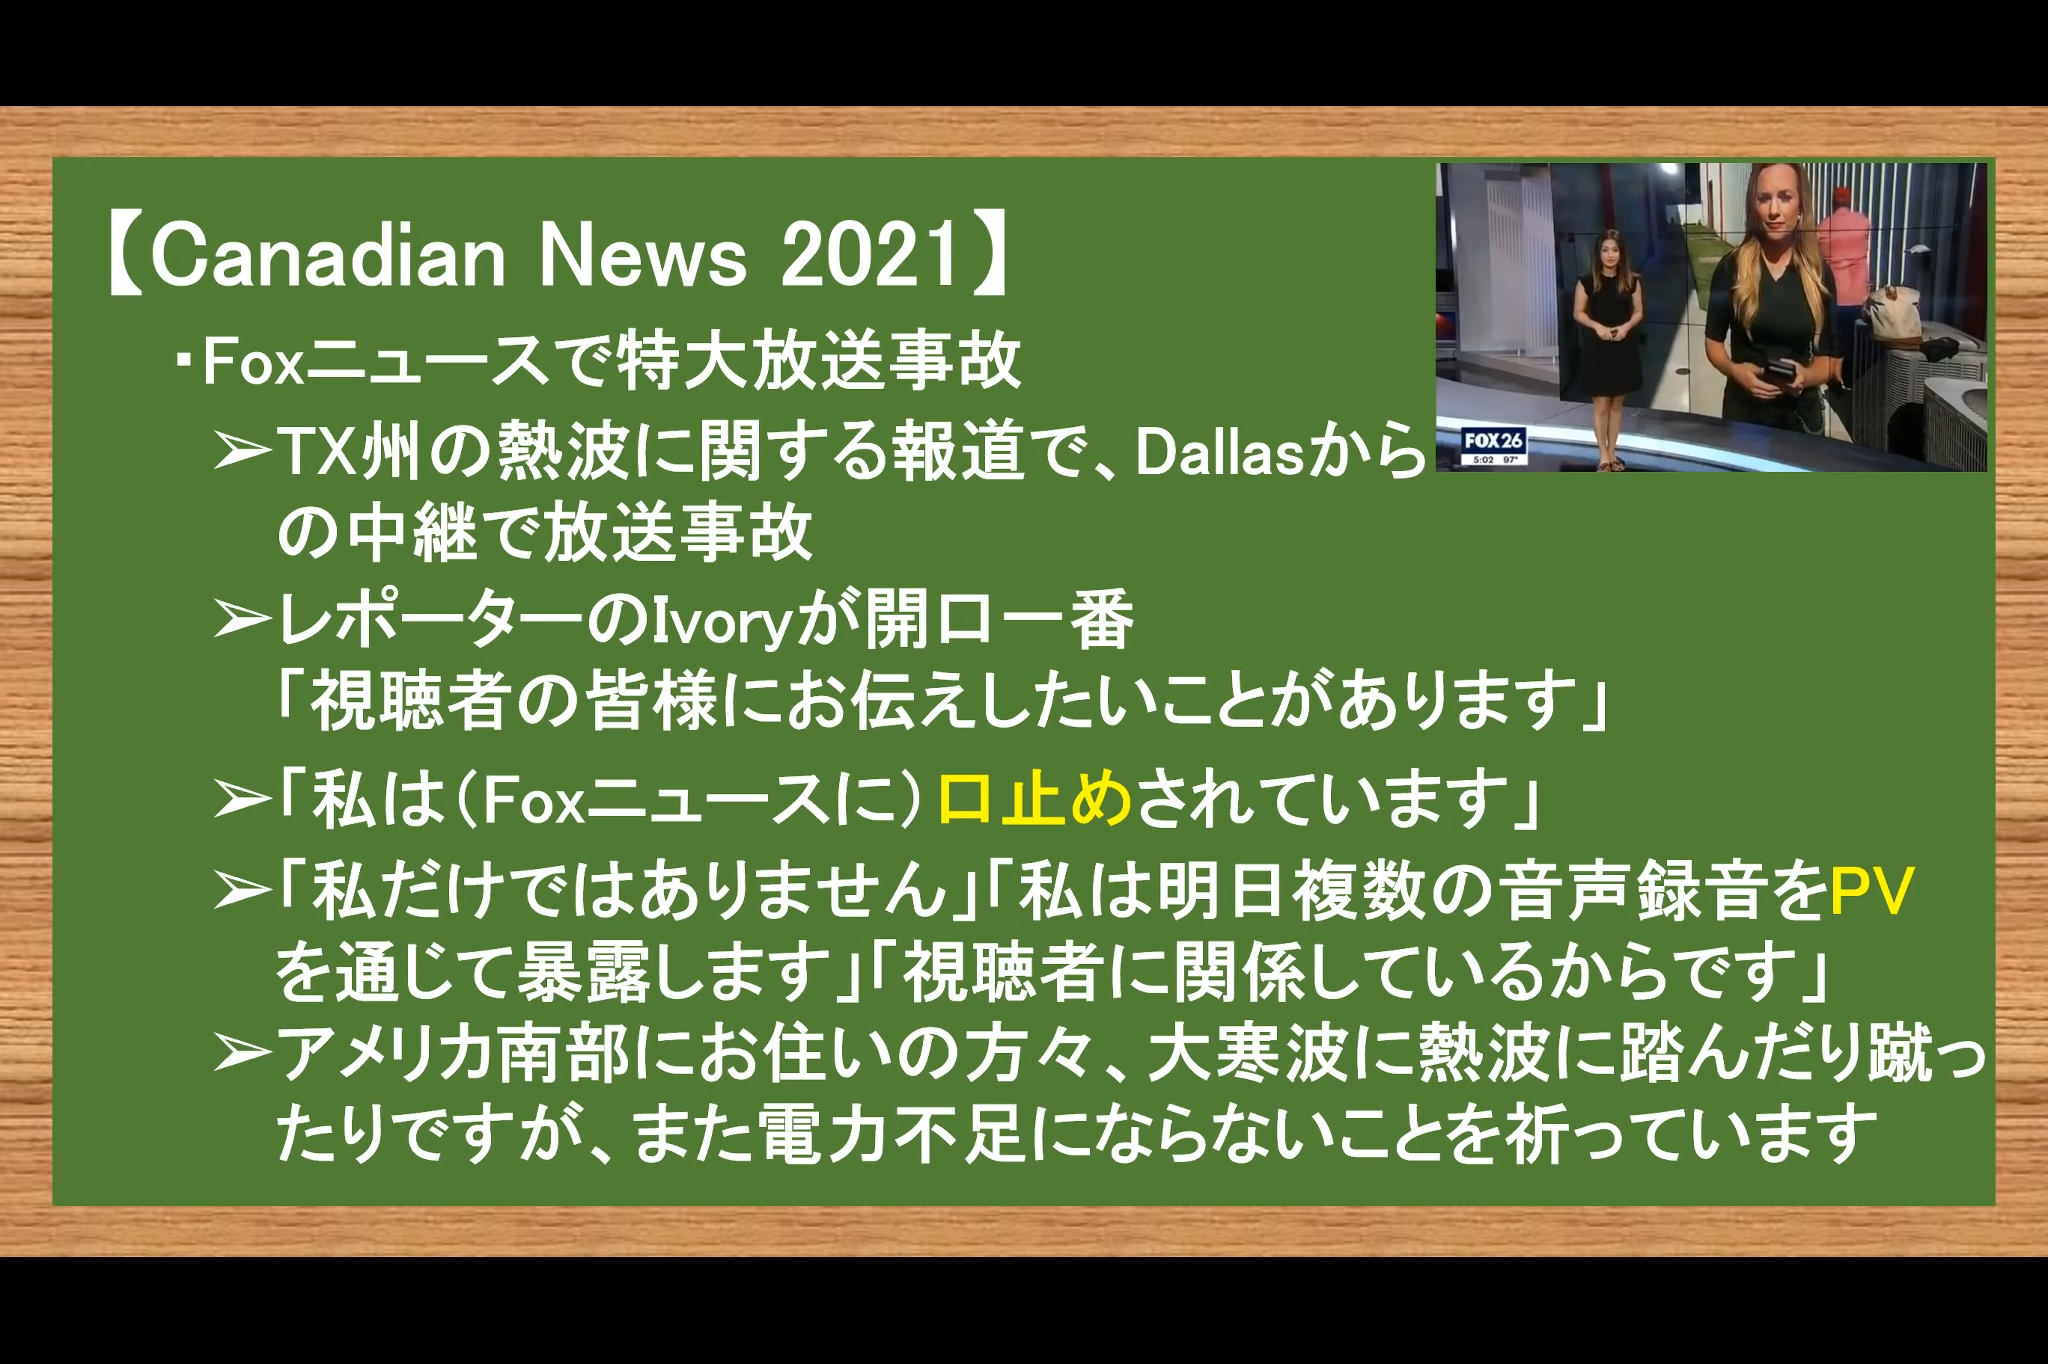 【Canadian News 2021】
・Foxニュースで特大放送事故
➢TX州の熱波に関する報道で、Dallasから
の中継で放送事故
➢レポーターのIvoryが開口一番
「視聴者の皆様にお伝えしたいことがあります」
➢「私は(Foxニュースに)口止めされています」
➢「私だけではありません」「私は明日複数の音声録音をPV
を通じて暴露します」「視聴者に関係しているからです」
➢アメリカ南部にお住いの方々、大寒波に熱波に踏んだり蹴っ
たりですが、また電力不足にならないことを祈っています
FOX 26
5:02 97°